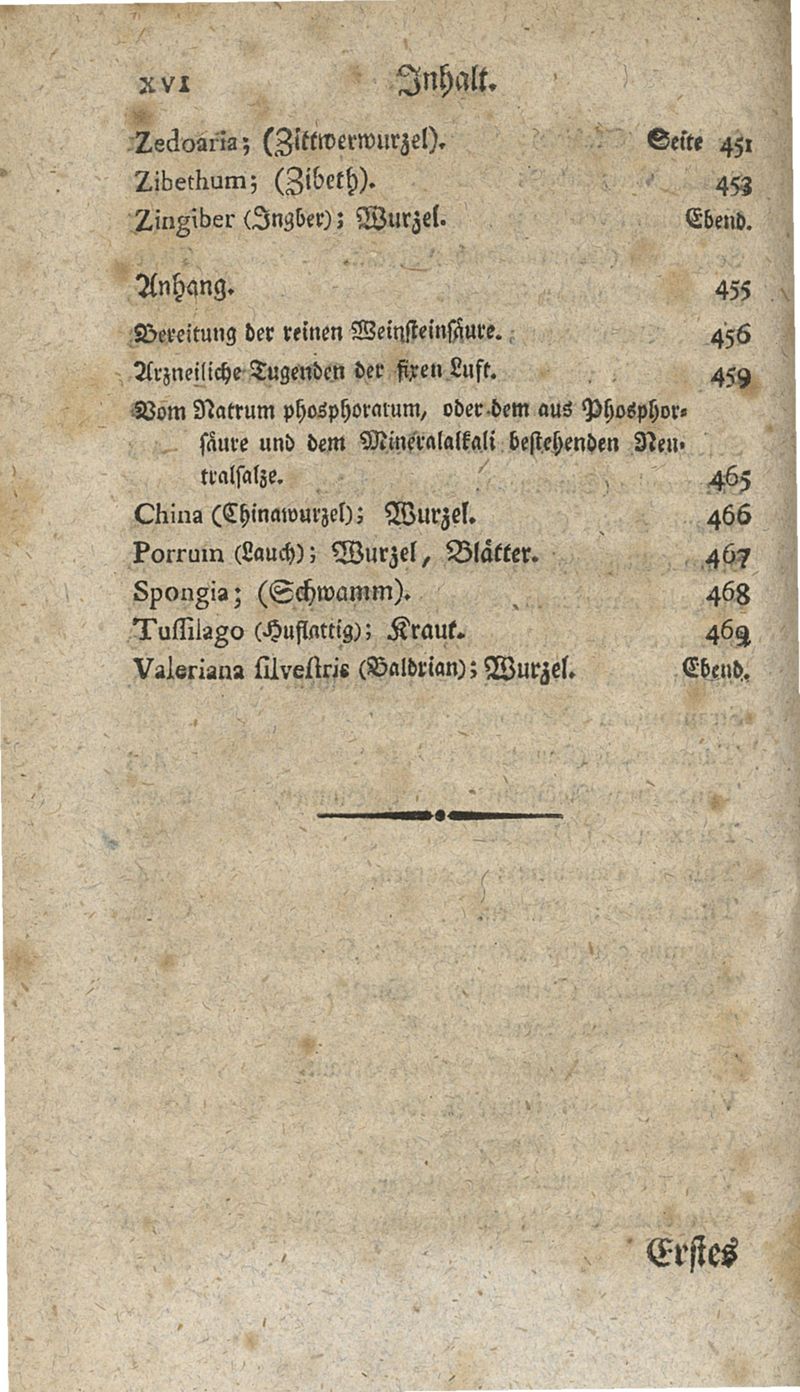 XVI Inhalt.
Zedoaria; (Zittwerwurzel). Seite 451
Zibethum; (Zibeth). 453
Zingiber (Ingber); Wurzel. Ebend.
Anhang. 455
Bereitung der reinen Weinsteinsäure. 456
Arzneiliche Tugenden der fixen Luft. 459
Vom Natrum phosphoratum, oder dem aus Phosphor-
säure und dem Mineralalkali bestehenden Neu-
tralsalze. 465
China (Chinawurzel); Wurzel. 466
Porrum (Lauch); Wurzel, Blätter. 467
Spongia; (Schwamm). 468
Tuſſilago (Huflattig); Kraut. 469
Valeriana ſilveſtris (Baldrian); Wurzel. Ebend.
Erstes